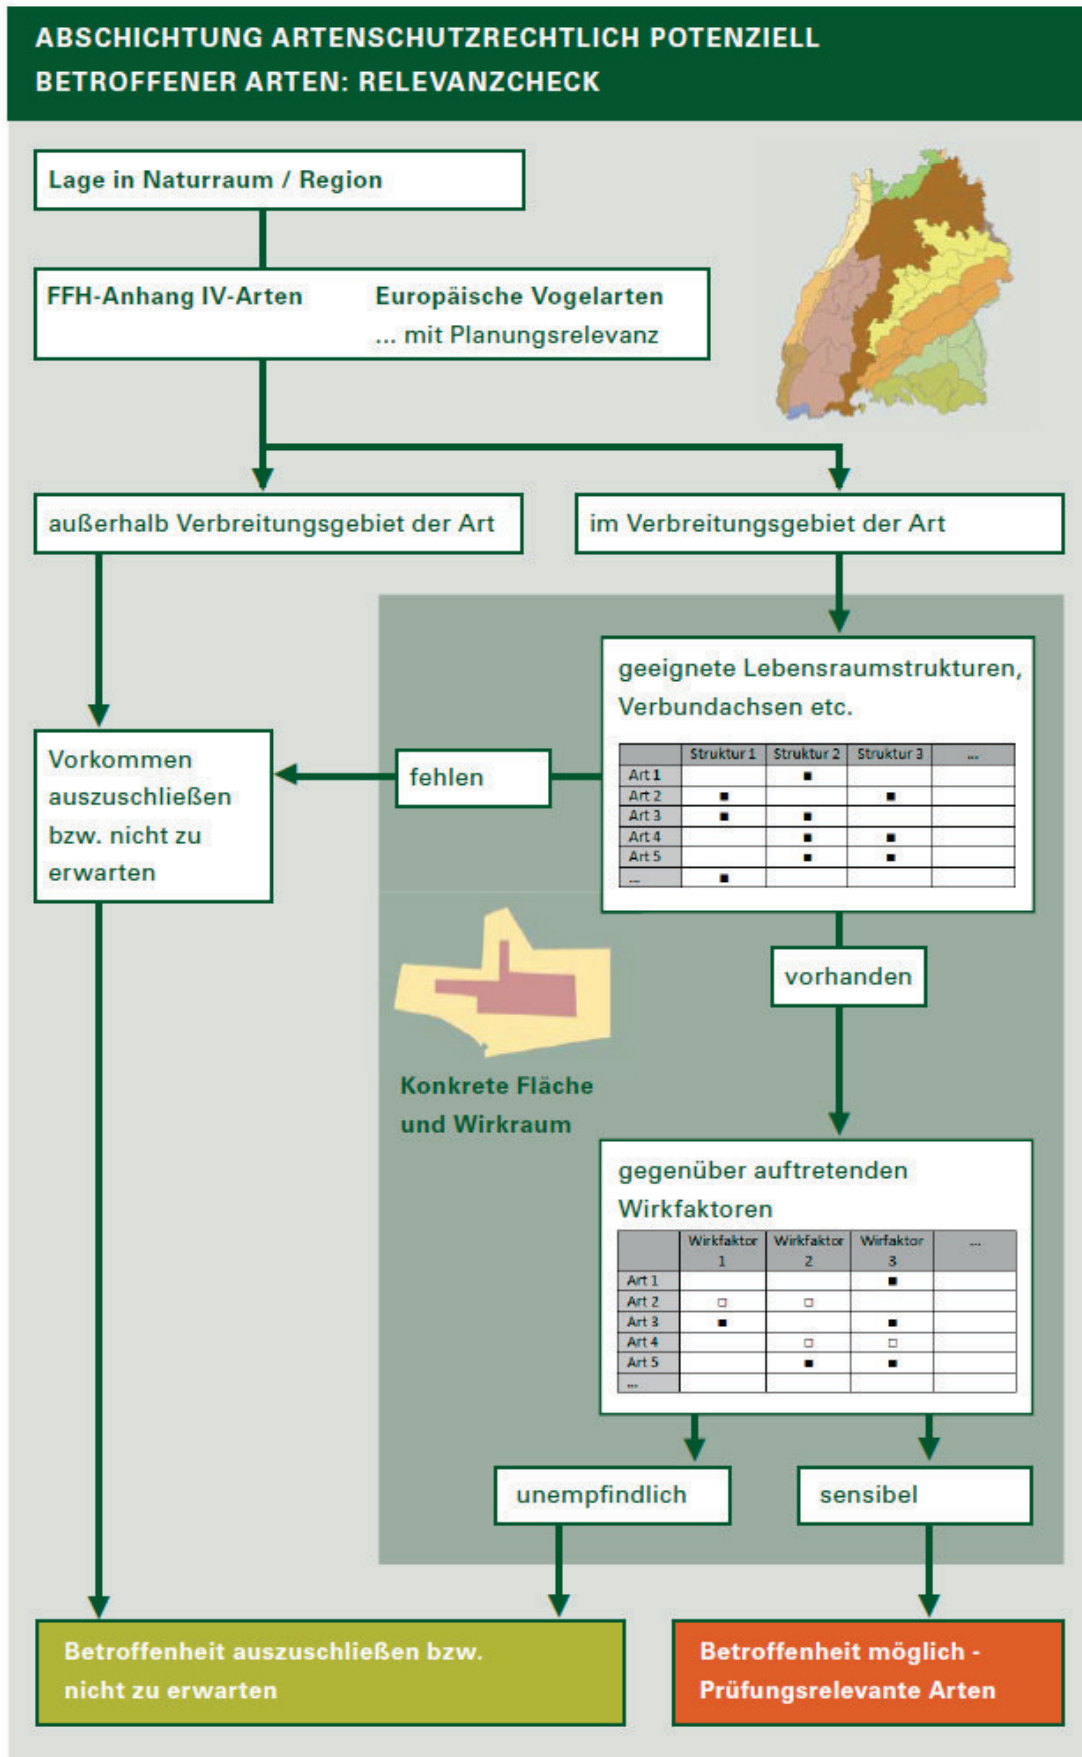 ABSCHICHTUNG ARTENSCHUTZRECHTLICH POTENZIELL
BETROFFENER ARTEN: RELEVANZCHECK
Lage in Naturraum / Region
FFH-Anhang IV-Arten
Europäische Vogelarten
... mit Planungsrelevanz
außerhalb Verbreitungsgebiet der Art
im Verbreitungsgebiet der Art
geeignete Lebensraumstrukturen,
Verbundachsen etc.
Struktur 1 Struktur 2 Struktur 3 ...
Art 1 ■
Art 2 ■ ■
Art 3 ■ ■
Art 4 ■ ■
Art 5 ■ ■
... ■
fehlen
Vorkommen
auszuschließen
bzw. nicht zu
erwarten
vorhanden
Konkrete Fläche
und Wirkraum
gegenüber auftretenden
Wirkfaktoren
Wirkfaktor 1 Wirkfaktor 2 Wirfaktor 3 ...
Art 1 ■
Art 2 □ □
Art 3 ■ ■
Art 4 □ □
Art 5 ■ ■
...
unempfindlich
sensibel
Betroffenheit auszuschließen bzw.
nicht zu erwarten
Betroffenheit möglich -
Prüfungsrelevante Arten